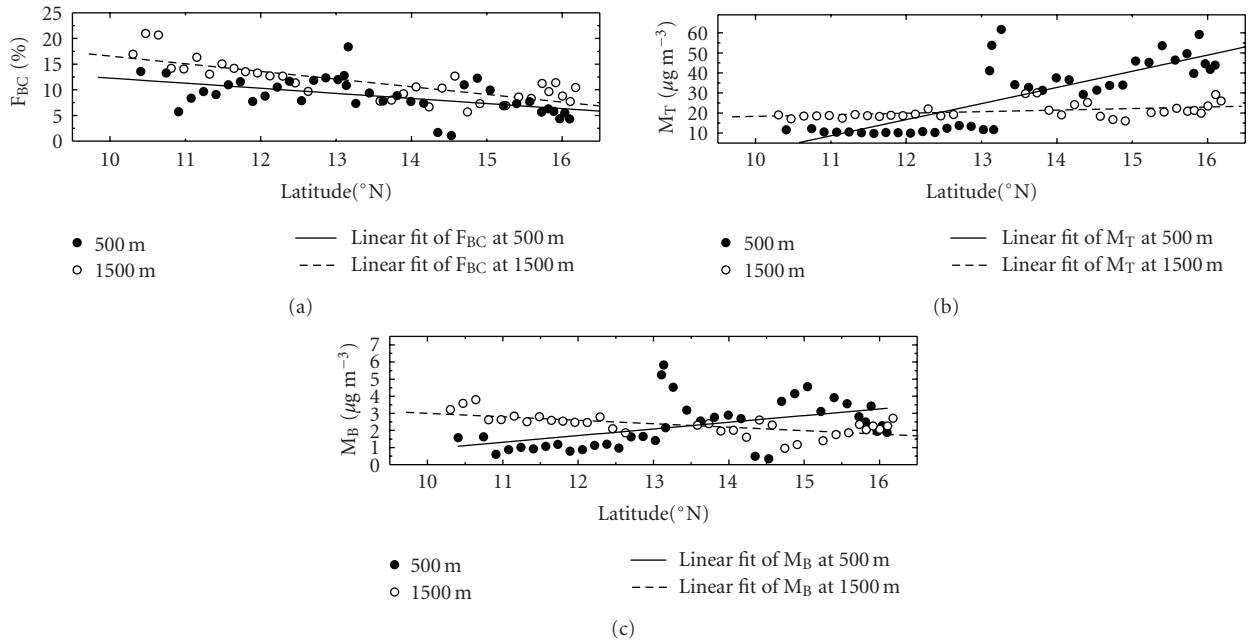 25
20
15
10
5
0
F_BC (%)
10 11 12 13 14 15 16
Latitude(°N)
500 m
1500 m
Linear fit of F_BC at 500 m
Linear fit of F_BC at 1500 m
(a)
60
50
40
30
20
10
M_T (μg m⁻³)
10 11 12 13 14 15 16
Latitude(°N)
500 m
1500 m
Linear fit of M_T at 500 m
Linear fit of M_T at 1500 m
(b)
7
6
5
4
3
2
1
0
M_B (μg m⁻³)
10 11 12 13 14 15 16
Latitude(°N)
500 m
1500 m
Linear fit of M_B at 500 m
Linear fit of M_B at 1500 m
(c)